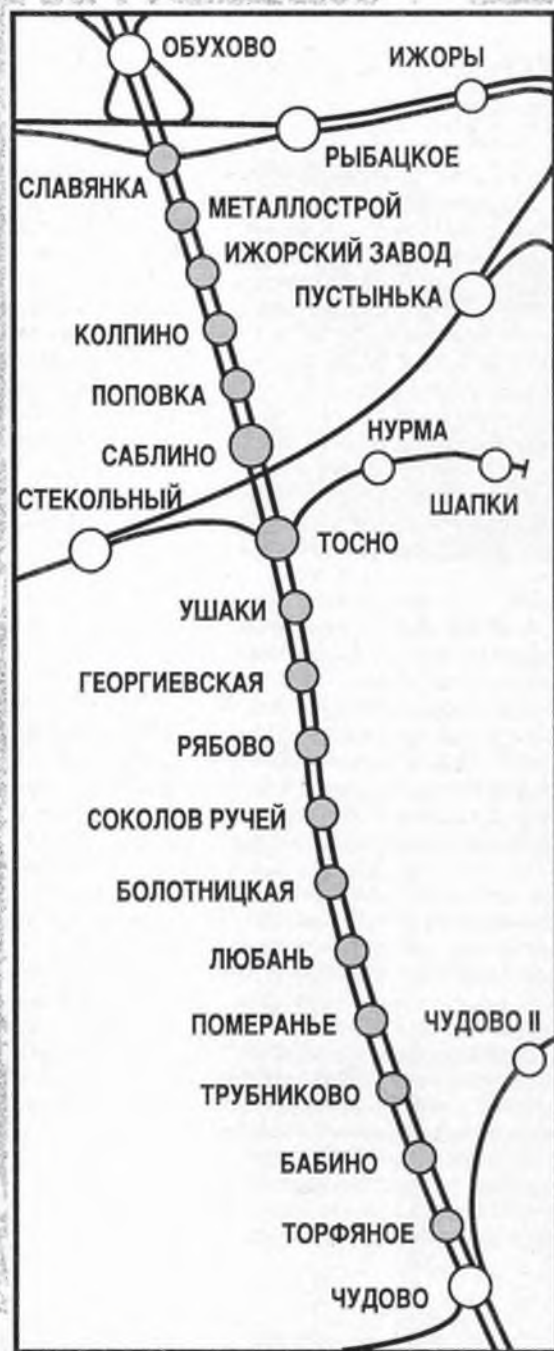 ОБУХОВО
ИЖОРЫ
РЫБАЦКОЕ
СЛАВЯНКА
МЕТАЛЛОСТРОЙ
ИЖОРСКИЙ ЗАВОД
ПУСТЫНЬКА
КОЛПИНО
ПОПОВКА
НУРМА
САБЛИНО
СТЕКОЛЬНЫЙ
ШАПКИ
ТОСНО
УШАКИ
ГЕОРГИЕВСКАЯ
РЯБОВО
СОКОЛОВ РУЧЕЙ
БОЛОТНИЦКАЯ
ЛЮБАНЬ
ПОМЕРАНЬЕ
ЧУДОВО II
ТРУБНИКОВО
БАБИНО
ТОРФЯНОЕ
ЧУДОВО